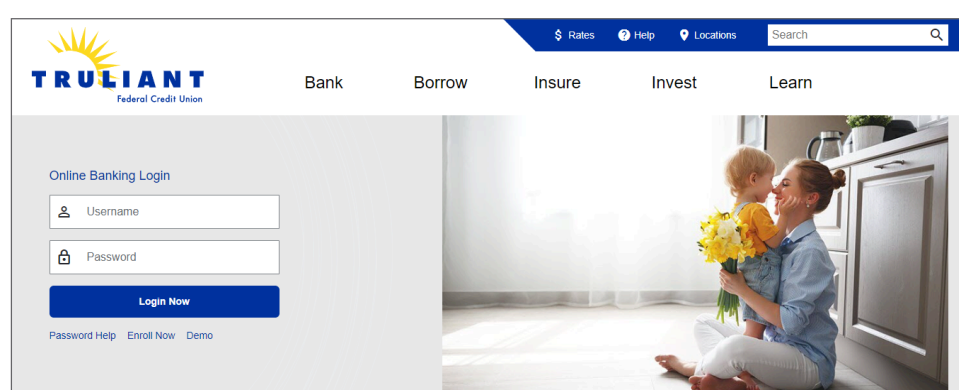 $ Rates
? Help
Locations
Search
TRULIANT
Federal Credit Union
Bank
Borrow
Insure
Invest
Learn
Online Banking Login
Username
Password
Login Now
Password Help
Enroll Now
Demo